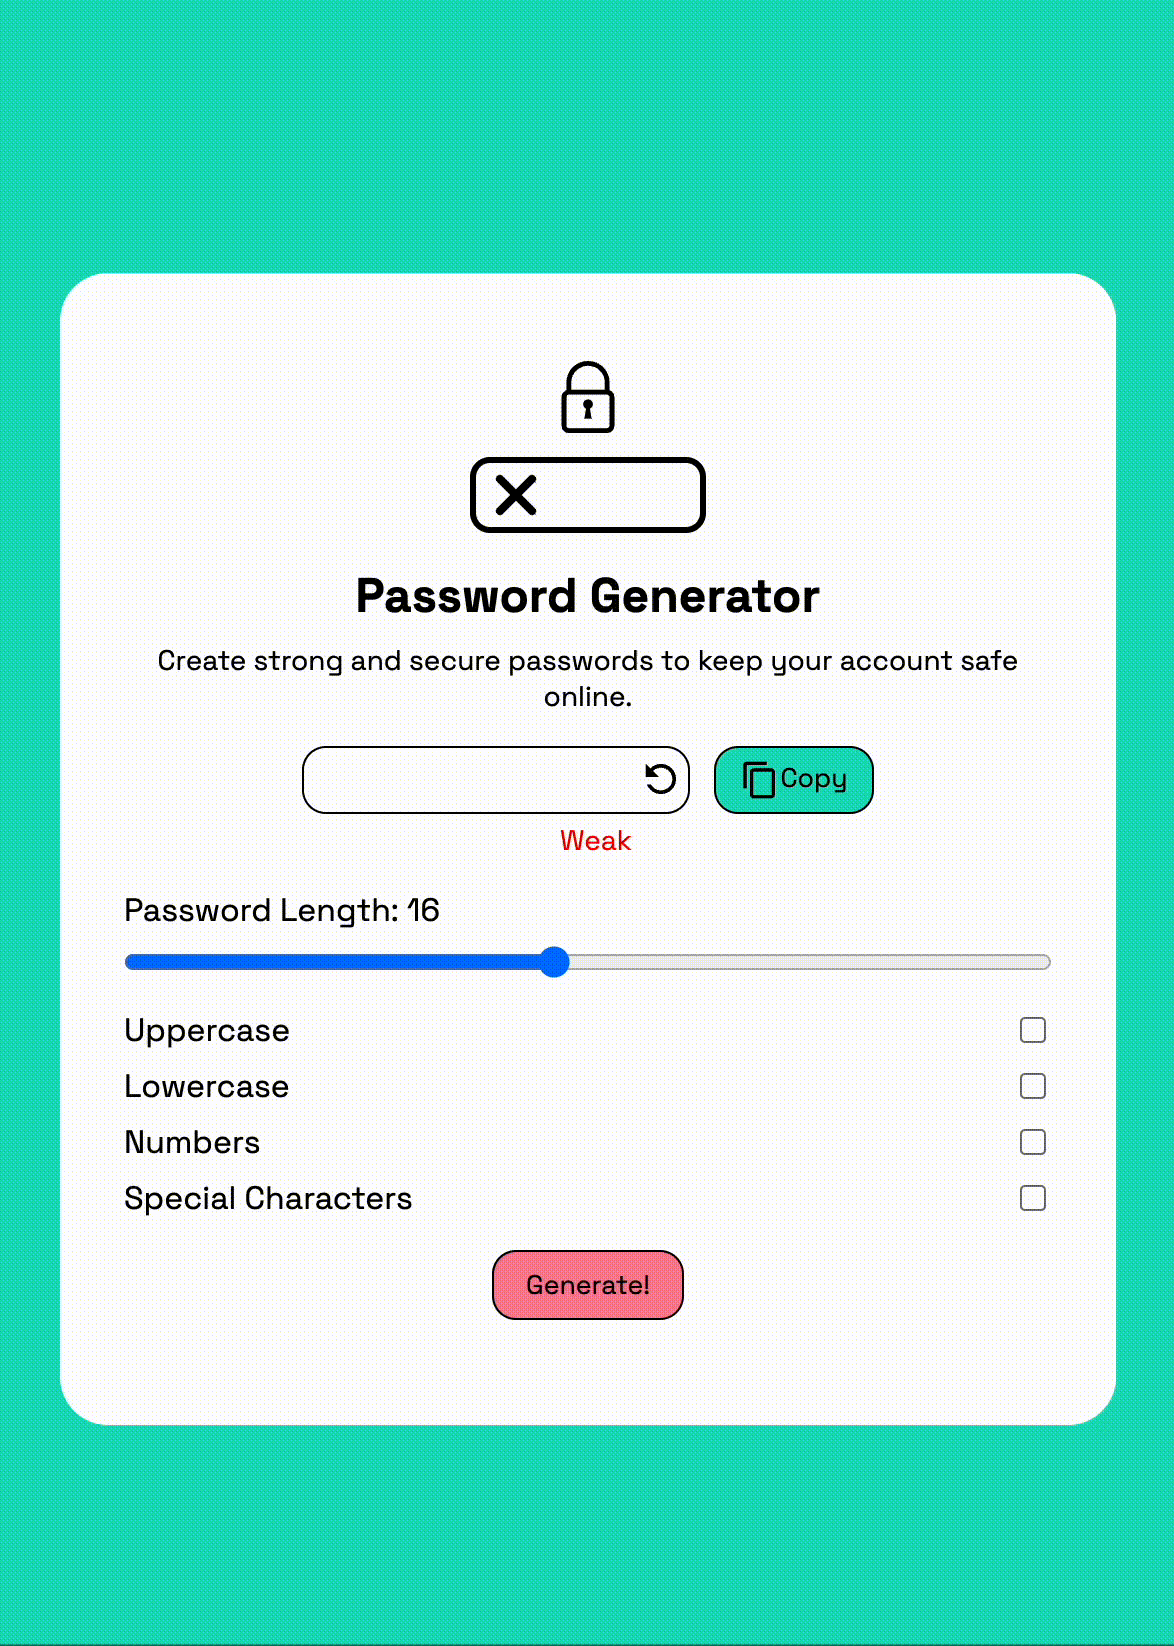 Password Generator
Create strong and secure passwords to keep your account safe
online.
Copy
Weak
Password Length: 16
Uppercase
Lowercase
Numbers
Special Characters
Generate!